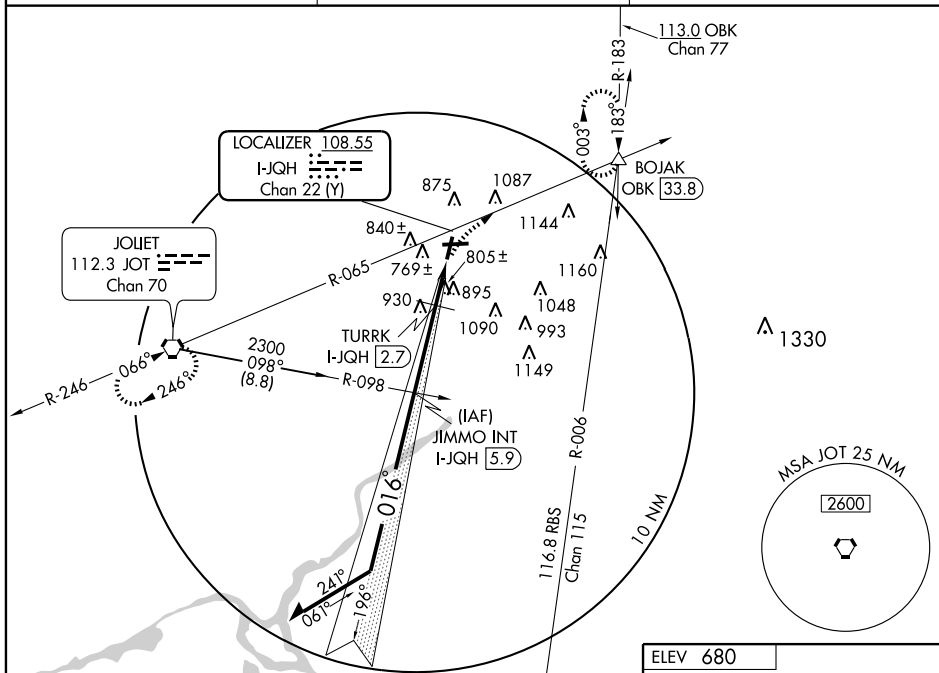 113.0 OBK
Chan 77
R-183
183°
003°
LOCALIZER 108.55
I-JQH
Chan 22 (Y)
BOJAK
OBK 33.8
875
1087
1144
840±
769±
805±
1160
JOLIET
112.3 JOT
Chan 70
R-065
930
895
1048
1090
993
1149
1330
TURRK
I-JQH 2.7
2300
098°
(8.8)
R-098
R-246
066°
246°
(IAF)
JIMMO INT
I-JQH 5.9
R-006
MSA JOT 25 NM
2600
016°
10 NM
116.8 RBS
Chan 115
241°
061°
196°
ELEV 680